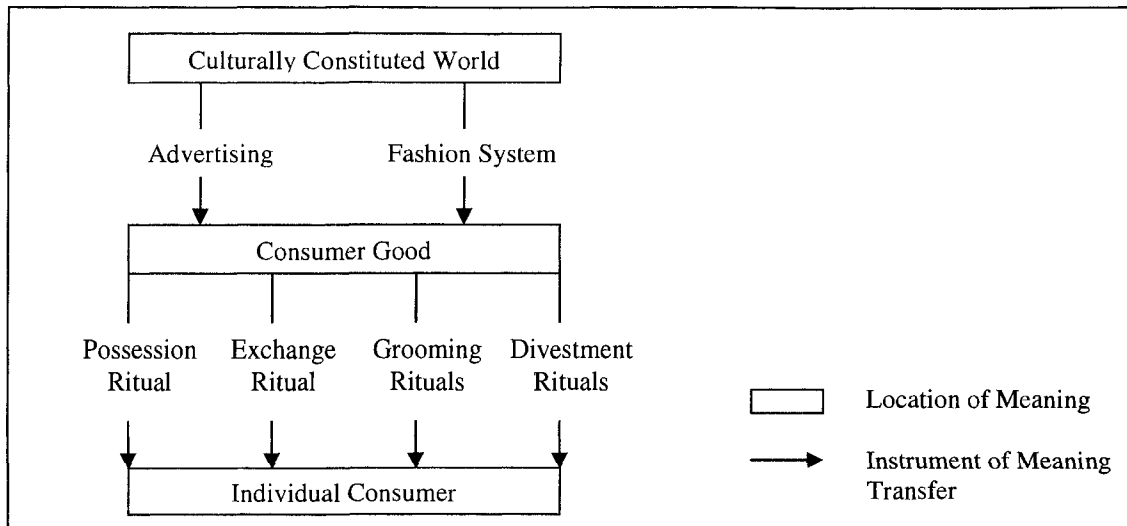 Culturally Constituted World
Advertising
Fashion System
Consumer Good
Possession Ritual
Exchange Ritual
Grooming Rituals
Divestment Rituals
Individual Consumer
Location of Meaning
Instrument of Meaning
Transfer